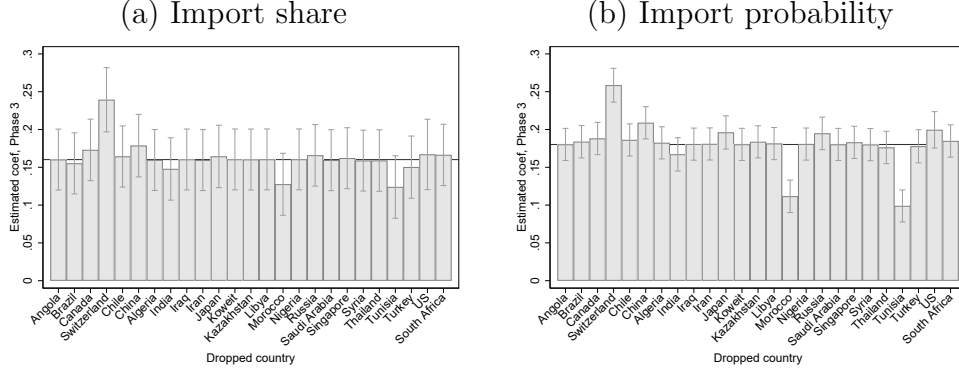 (a) Import share
(b) Import probability
Estimated coef, Phase 3
.3
.25
.2
.15
.1
.05
0
Angola
Brazil
Canada
Switzerland
Chile
China
Algeria
India
Iraq
Iran
Japan
Koweit
Kazakhstan
Libya
Morocco
Nigeria
Russia
Saudi Arabia
Singapore
Syria
Thailand
Tunisia
Turkey
US
South Africa
Dropped country
Estimated coef, Phase 3
.3
.25
.2
.15
.1
.05
0
Angola
Brazil
Canada
Switzerland
Chile
China
Algeria
India
Iraq
Iran
Japan
Koweit
Kazakhstan
Libya
Morocco
Nigeria
Russia
Saudi Arabia
Singapore
Syria
Thailand
Tunisia
Turkey
US
South Africa
Dropped country